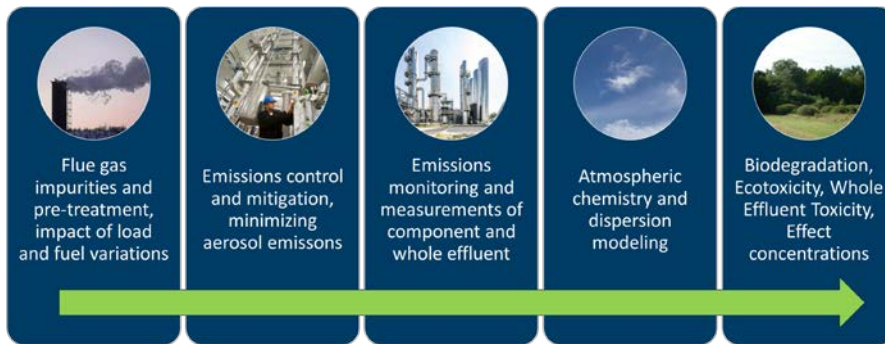 Flue gas
impurities and
pre-treatment,
impact of load
and fuel variations
Emissions control
and mitigation,
minimizing
aerosol emissons
Emissions
monitoring and
measurements of
component and
whole effluent
Atmospheric
chemistry and
dispersion
modeling
Biodegradation,
Ecotoxicity, Whole
Effluent Toxicity,
Effect
concentrations